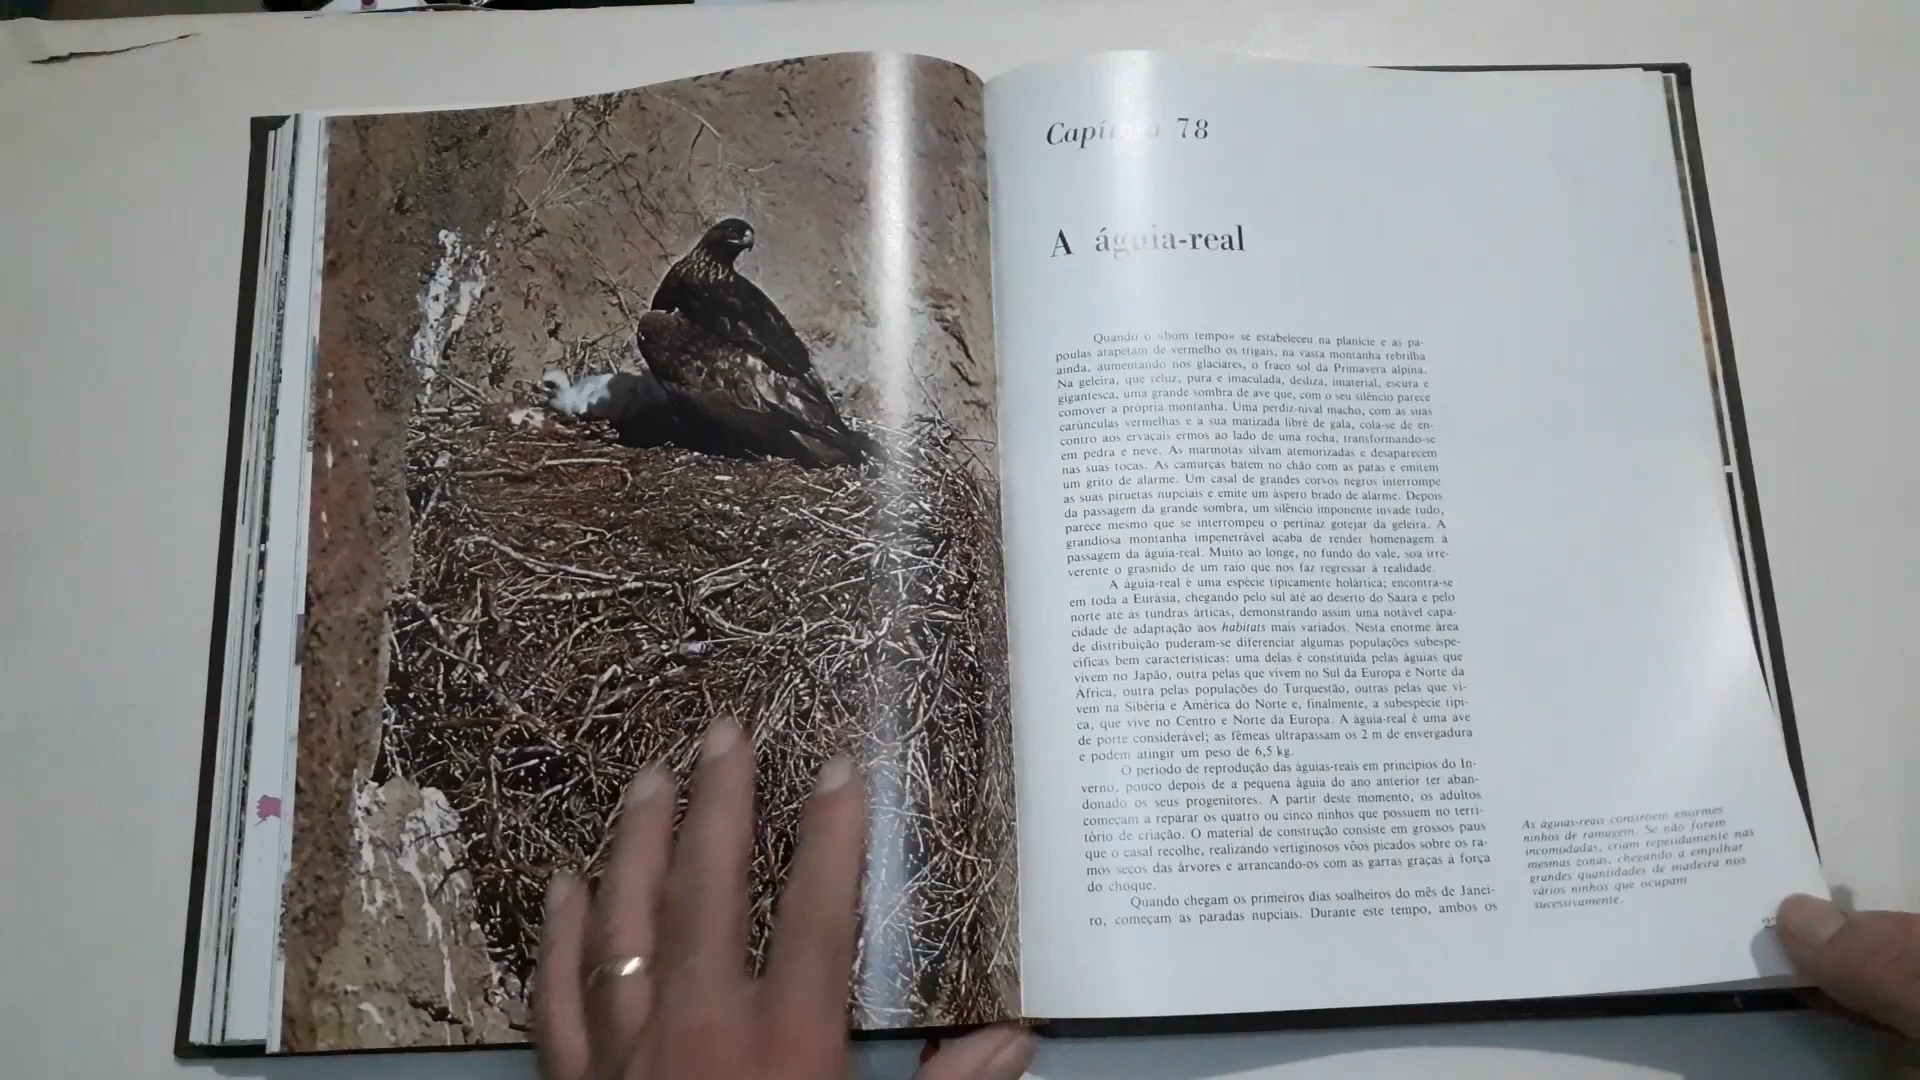 Capítulo 78
A águia-real
Quando o «bom tempo» se estabeleceu na planície e as pa-
poulas atapetam de vermelho os trigais, na vasta montanha rebrilha
ainda, aumentando nos glaciares, o fraco sol da Primavera alpina.
Na geleira, que reluz, pura e imaculada, desliza, imaterial, escura e
gigantesca, uma grande sombra de ave que, com o seu silêncio parece
comover a própria montanha. Uma perdiz-nival macho, com as suas
carúnculas vermelhas e a sua matizada libré de gala, cola-se de en-
contro aos ervaçais ermos ao lado de uma rocha, transformando-se
em pedra e neve. As marmotas silvam atemorizadas e desaparecem
nas suas tocas. As camurças batem no chão com as patas e emitem
um grito de alarme. Um casal de grandes corvos negros interrompe
as suas piruetas nupciais e emite um áspero brado de alarme. Depois
da passagem da grande sombra, um silêncio imponente invade tudo,
parece mesmo que se interrompeu o pertinaz gotejar da geleira. A
grandiosa montanha impenetrável acaba de render homenagem à
passagem da águia-real. Muito ao longe, no fundo do vale, soa irre-
verente o grasnido de um raio que nos faz regressar à realidade.
A águia-real é uma espécie tipicamente holártica; encontra-se
em toda a Eurásia, chegando pelo sul até ao deserto do Saara e pelo
norte até às tundras árticas, demonstrando assim uma notável capa-
cidade de adaptação aos habitats mais variados. Nesta enorme área
de distribuição puderam-se diferenciar algumas populações subespe-
cíficas bem características: uma delas é constituída pelas águias que
vivem no Japão, outra pelas que vivem no Sul da Europa e Norte da
África, outra pelas populações do Turquestão, outras pelas que vi-
vem na Sibéria e América do Norte e, finalmente, a subespécie típi-
ca, que vive no Centro e Norte da Europa. A águia-real é uma ave
de porte considerável; as fêmeas ultrapassam os 2 m de envergadura
e podem atingir um peso de 6,5 kg.
O período de reprodução das águias-reais em princípios do In-
verno, pouco depois de a pequena águia do ano anterior ter aban-
donado os seus progenitores. A partir deste momento, os adultos
começam a reparar os quatro ou cinco ninhos que possuem no terri-
tório de criação. O material de construção consiste em grossos paus
que o casal recolhe, realizando vertiginosos vôos picados sobre os ra-
mos secos das árvores e arrancando-os com as garras graças à força
do choque.
Quando chegam os primeiros dias soalheiros do mês de Janei-
ro, começam as paradas nupciais. Durante este tempo, ambos os
As águias-reais constroem enormes
ninhos de ramagem. Se não forem
incomodadas, criam repetidamente nas
mesmas zonas, chegando a empilhar
grandes quantidades de madeira nos
vários ninhos que ocupam
sucessivamente.